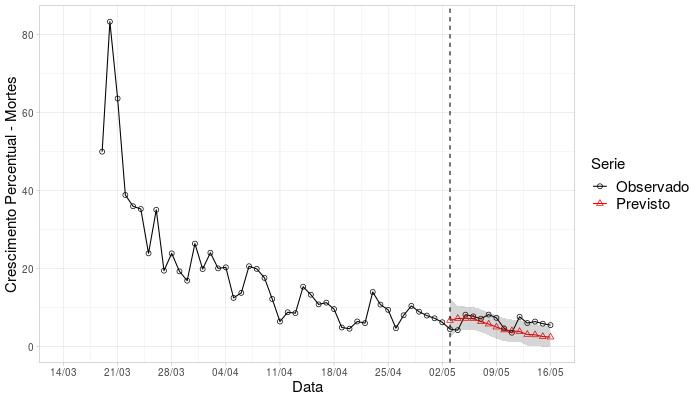 Crescimento Percentual - Mortes
80
60
40
20
0
14/03 21/03 28/03 04/04 11/04 18/04 25/04 02/05 09/05 16/05
Data
Serie
Observado
Previsto